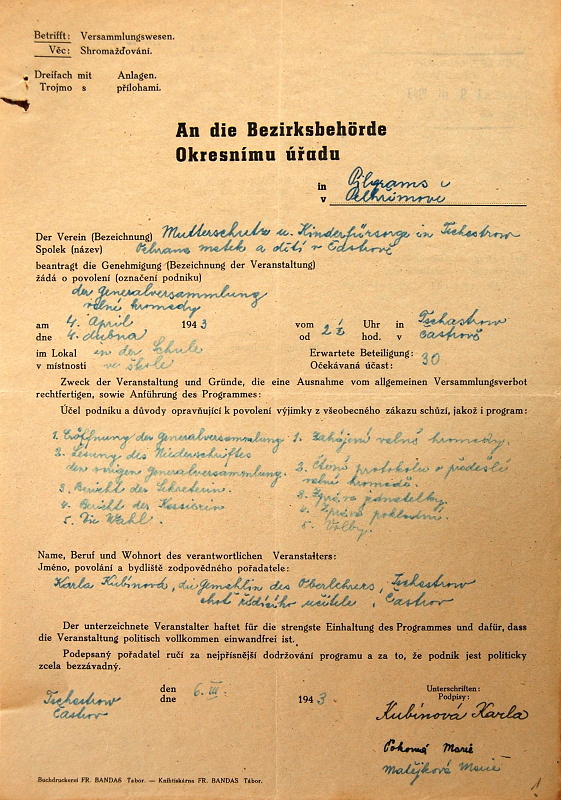 Betrifft: Versammlungswesen.
Věc: Shromažďování.
Dreifach mit Anlagen.
Trojmo s přílohami.
An die Bezirksbehörde
Okresnímu úřadu
in Pilgrams
v Pelhřimově
Der Verein (Bezeichnung) Mutterschutz u. Kinderfürsorge in Tschestrow
Spolek (název) Ochrana matek a dětí v Častrově
beantragt die Genehmigung (Bezeichnung der Veranstaltung)
žádá o povolení (označení podniku)
der Generalversammlung
valné hromady
am 4. April 1943 vom 2 Uhr in Tschastrow
dne 4. dubna od hod. v Častrově
im Lokal in der Schule Erwartete Beteiligung: 30
v místnosti ve škole Očekávaná účast:
Zweck der Veranstaltung und Gründe, die eine Ausnahme vom allgemeinen Versammlungsverbot
rechtfertigen, sowie Anführung des Programmes:
Účel podniku a důvody opravňující k povolení výjimky z všeobecného zákazu schůzí, jakož i program:
1. Eröffnung der Generalversammlung 1. Zahájení valné hromady.
2. Lesung des Niederschriftes 2. Čtení protokolu o předešlé
der vorigen Generalversammlung. valné hromadě.
3. Bericht der Sekreterin. 3. Zpráva jednatelky.
4. Bericht der Kassierin 4. Zpráva pokladní.
5. Die Wahl. 5. Volby.
Name, Beruf und Wohnort des verantwortlichen Veranstalters:
Jméno, povolání a bydliště zodpovědného pořadatele:
Karla Kubínová, die Gemahlin des Oberlehrers, Tschestrow
choť řídícího učitele, Častrov
Der unterzeichnete Veranstalter haftet für die strengste Einhaltung des Programmes und dafür, dass
die Veranstaltung politisch vollkommen einwandfrei ist.
Podepsaný pořadatel ručí za nejpřísnější dodržování programu a za to, že podnik jest politicky
zcela bezzávadný.
Tschestrow den 6. III. 1943. Unterschriften:
Častrov dne Podpisy:
Kubínová Karla
Pokorná Marie
Matějková Marie
Buchdruckerei FR. BANDAS Tabor. — Knihtiskárna FR. BANDAS Tábor.